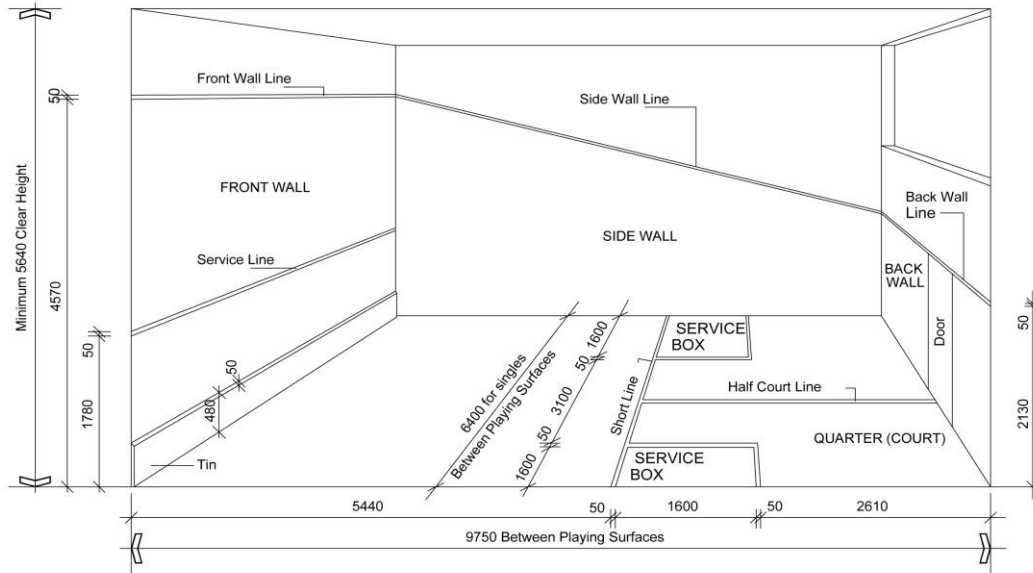 Front Wall Line
50
Side Wall Line
FRONT WALL
Minimum 5640 Clear Height
Back Wall
Line
SIDE WALL
Service Line
BACK
WALL
4570
50
1780
50
480
Door
50
2130
6400 for singles
Between Playing Surfaces
1600
50
3100
50
1600
Short Line
SERVICE
BOX
Half Court Line
QUARTER (COURT)
SERVICE
BOX
Tin
5440
50
1600
50
2610
9750 Between Playing Surfaces